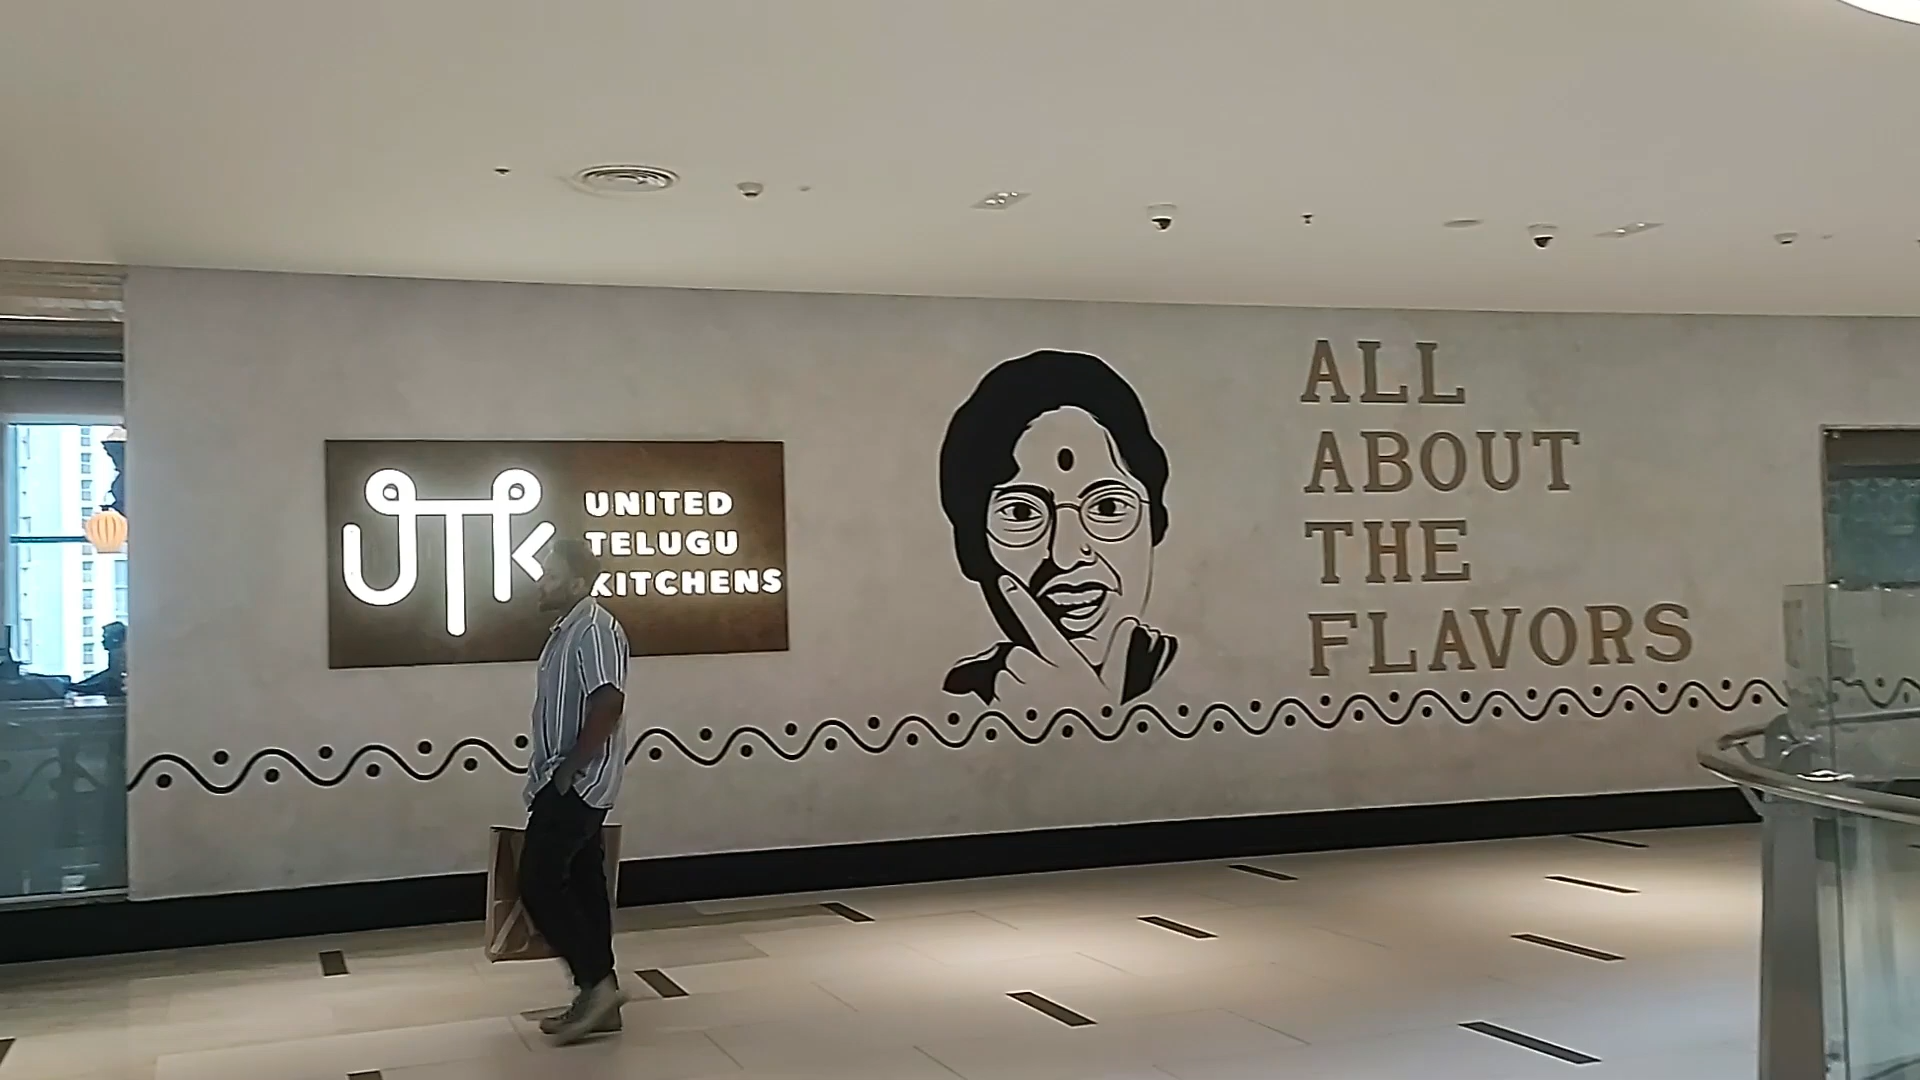 UTK
UNITED
TELUGU
KITCHENS
ALL
ABOUT
THE
FLAVORS